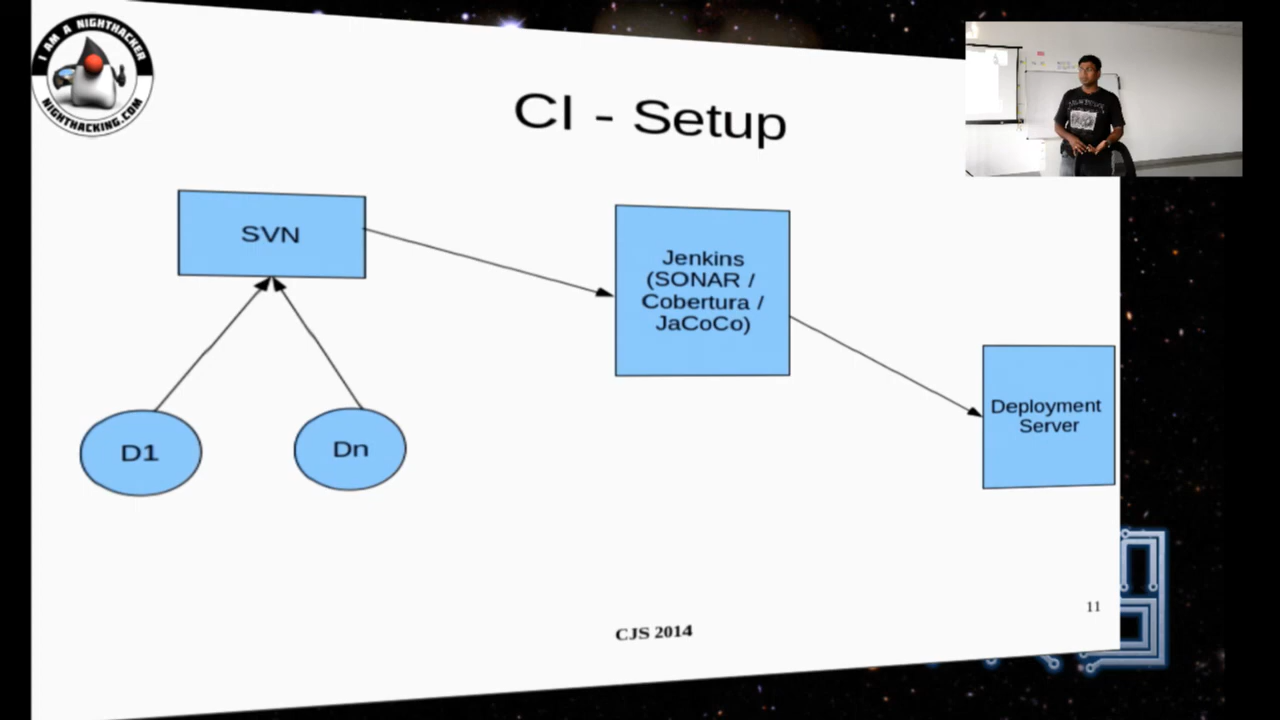 I AM A NIGHTHACKER
NIGHTHACKING.COM
CI - Setup
SVN
Jenkins
(SONAR /
Cobertura /
JaCoCo)
Deployment
Server
D1
Dn
11
CJS 2014